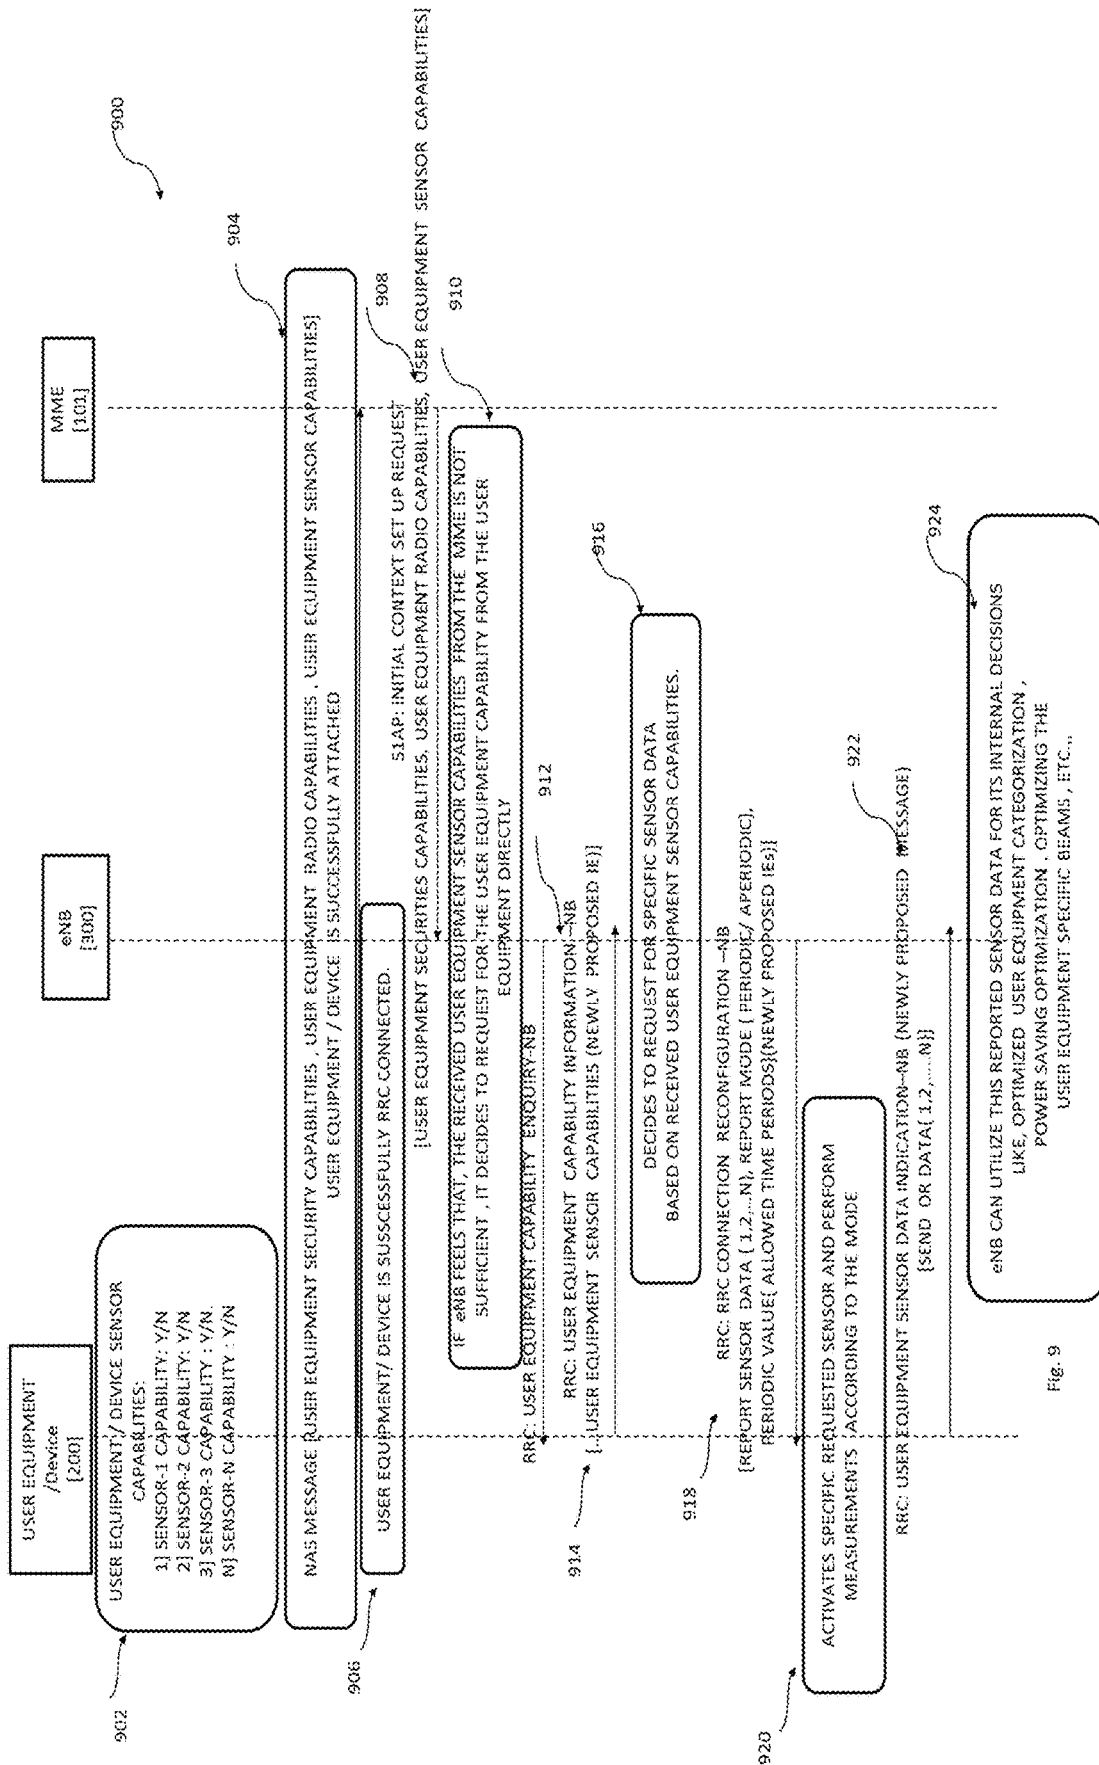 900
USER EQUIPMENT
/Device
[200]
eNB
[300]
MME
[101]
902
USER EQUIPMENT/ DEVICE SENSOR
CAPABILITIES:
1] SENSOR-1 CAPABILITY: Y/N
2] SENSOR-2 CAPABILITY: Y/N
3] SENSOR-3 CAPABILITY : Y/N.
N] SENSOR-N CAPABILITY : Y/N
904
NAS MESSAGE [USER EQUIPMENT SECURITY CAPABILITIES , USER EQUIPMENT RADIO CAPABILITIES , USER EQUIPMENT SENSOR CAPABILITIES]
USER EQUIPMENT / DEVICE IS SUCCESSFULLY ATTACHED
906
USER EQUIPMENT/ DEVICE IS SUSSCESSFULLY RRC CONNECTED.
908
S1AP: INITIAL CONTEXT SET UP REQUEST
[USER EQUIPMENT SECURITIES CAPABILITIES, USER EQUIPMENT RADIO CAPABILITIES, USER EQUIPMENT SENSOR CAPABILITIES]
910
IF eNB FEELS THAT, THE RECEIVED USER EQUIPMENT SENSOR CAPABILITIES FROM THE MME IS NOT
SUFFICIENT , IT DECIDES TO REQUEST FOR THE USER EQUIPMENT CAPABILITY FROM THE USER
EQUIPMENT DIRECTLY
RRC: USER EQUIPMENT CAPABILITY ENQUIRY-NB
912
RRC: USER EQUIPMENT CAPABILITY INFORMATION –NB
[...USER EQUIPMENT SENSOR CAPABILITIES {NEWLY PROPOSED IE}]
914
916
DECIDES TO REQUEST FOR SPECIFIC SENSOR DATA
BASED ON RECEIVED USER EQUIPMENT SENSOR CAPABILITIES.
918
RRC: RRC CONNECTION RECONFIGURATION –NB
[REPORT SENSOR DATA { 1,2,...N}, REPORT MODE { PERIODIC/ APERIODIC},
PERIODIC VALUE{ ALLOWED TIME PERIODS}{NEWLY PROPOSED IEs}]
920
ACTIVATES SPECIFIC REQUESTED SENSOR AND PERFORM
MEASUREMENTS ACCORDING TO THE MODE
922
RRC: USER EQUIPMENT SENSOR DATA INDICATION–NB {NEWLY PROPOSED MESSAGE}
[SEND OR DATA{ 1,2,.....N}]
924
eNB CAN UTILIZE THIS REPORTED SENSOR DATA FOR ITS INTERNAL DECISIONS
LIKE, OPTIMIZED USER EQUIPMENT CATEGORIZATION ,
POWER SAVING OPTIMIZATION , OPTIMIZING THE
USER EQUIPMENT SPECIFIC BEAMS , ETC..,
Fig. 9